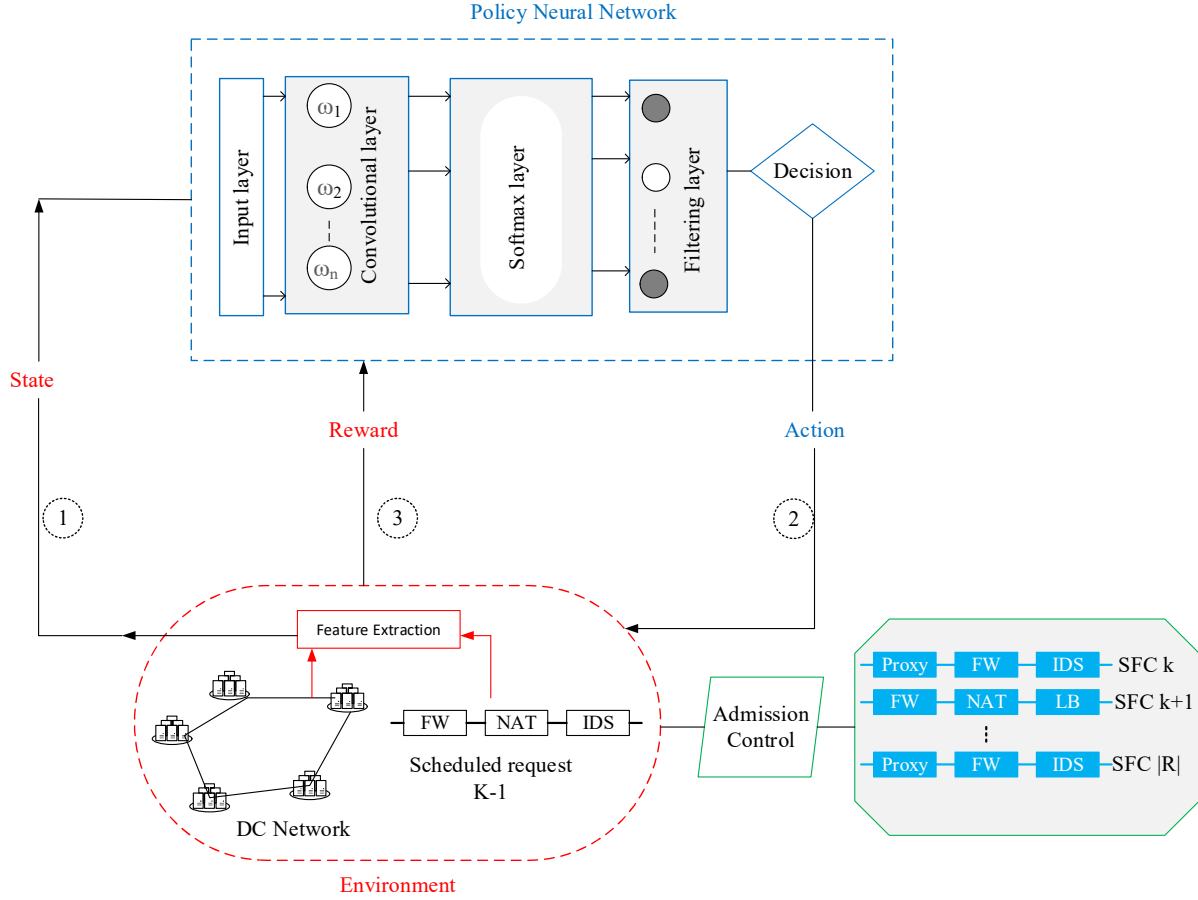 Policy Neural Network
Input layer
ω1
ω2
ωn
Convolutional layer
Softmax layer
Filtering layer
Decision
State
Reward
Action
1
3
2
Feature Extraction
FW NAT IDS
Scheduled request
K-1
DC Network
Environment
Admission
Control
Proxy FW IDS SFC k
FW NAT LB SFC k+1
Proxy FW IDS SFC |R|